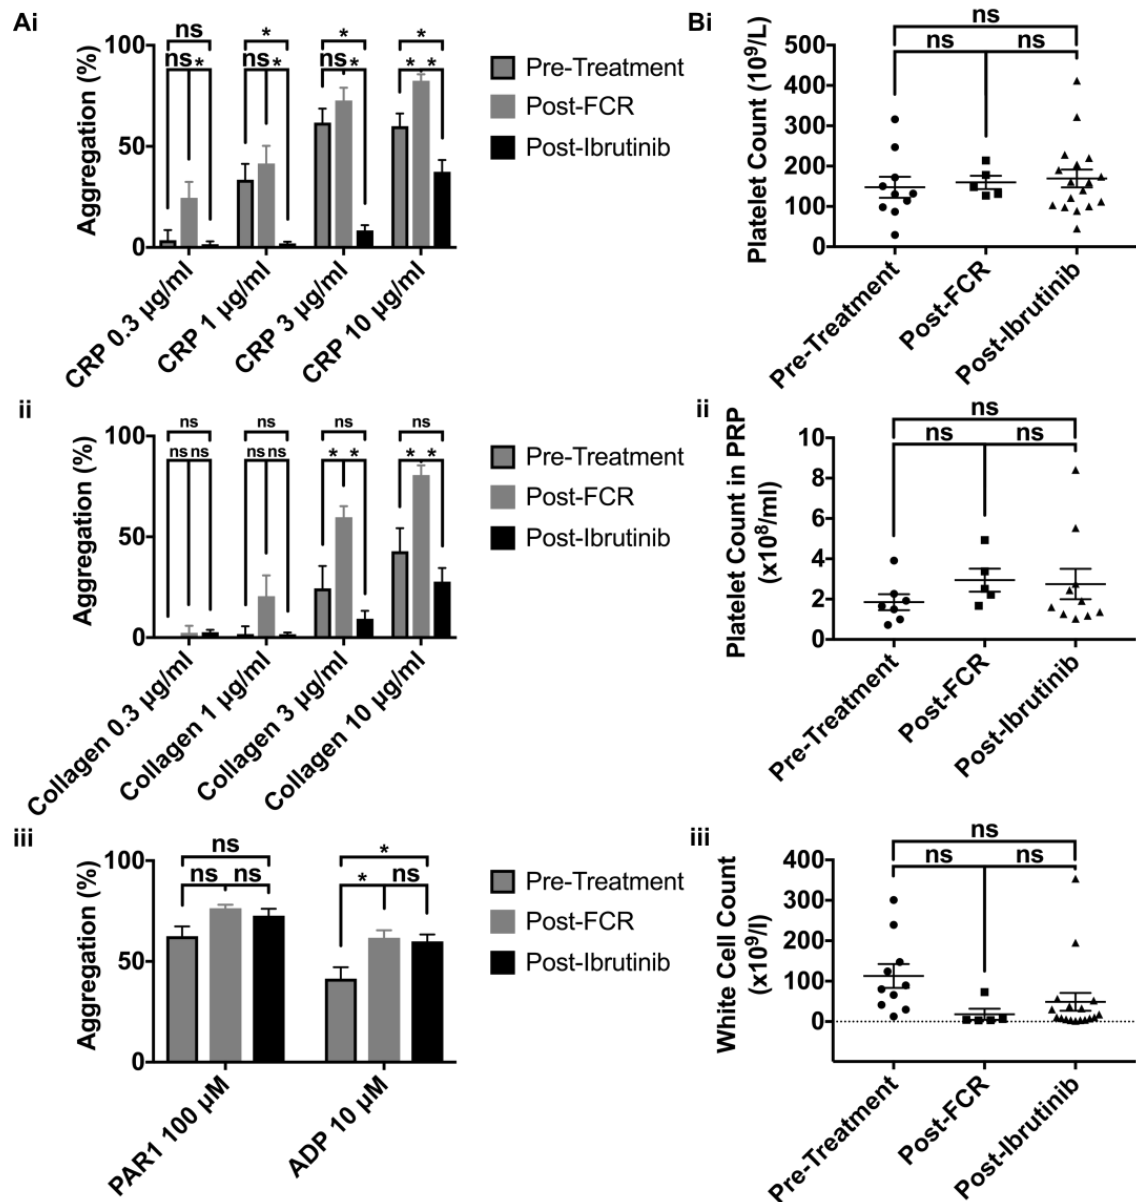 Ai
Aggregation (%)
100
50
0
ns
ns * 
*
ns *
*
ns *
*
* *
Pre-Treatment
Post-FCR
Post-Ibrutinib
CRP 0.3 µg/ml
CRP 1 µg/ml
CRP 3 µg/ml
CRP 10 µg/ml
Bi
Platelet Count (10⁹/L)
500
400
300
200
100
0
ns
ns ns
Pre-Treatment
Post-FCR
Post-Ibrutinib
ii
Aggregation (%)
100
50
0
ns
ns ns
ns
ns ns
ns
* *
ns
* *
Pre-Treatment
Post-FCR
Post-Ibrutinib
Collagen 0.3 µg/ml
Collagen 1 µg/ml
Collagen 3 µg/ml
Collagen 10 µg/ml
ii
Platelet Count in PRP
(x10⁸/ml)
10
8
6
4
2
0
ns
ns ns
Pre-Treatment
Post-FCR
Post-Ibrutinib
iii
Aggregation (%)
100
50
0
ns
ns ns
*
* ns
Pre-Treatment
Post-FCR
Post-Ibrutinib
PAR1 100 µM
ADP 10 µM
iii
White Cell Count
(x10⁹/l)
400
300
200
100
0
ns
ns ns
Pre-Treatment
Post-FCR
Post-Ibrutinib